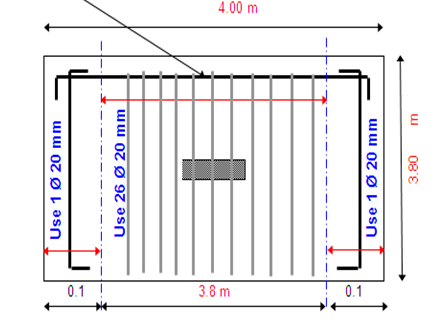 4.00 m
Use 1 Ø 20 mm
Use 26 Ø 20 mm
Use 1 Ø 20 mm
3.80 m
0.1
3.8 m
0.1